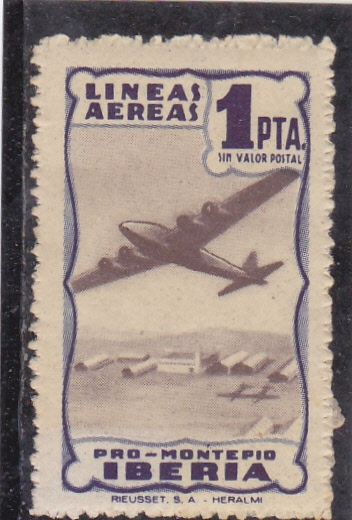 LINEAS
AEREAS
1 PTA.
SIN VALOR POSTAL
PRO-MONTEPIO
IBERIA
RIEUSSET, S. A. - HERALMI